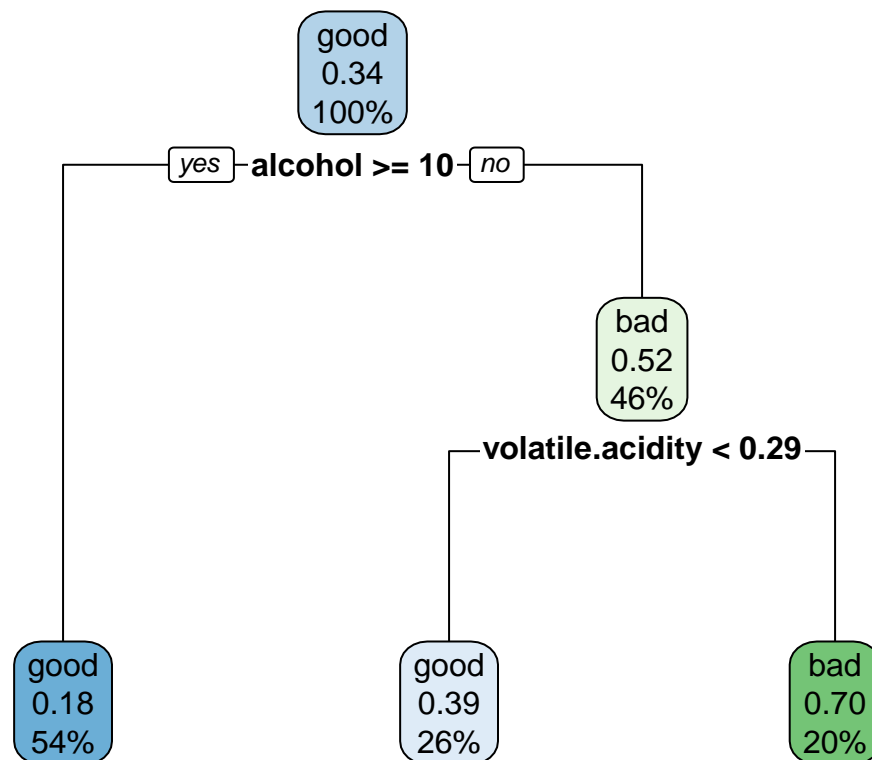 good
0.34
100%
yes alcohol >= 10 no
bad
0.52
46%
volatile.acidity < 0.29
good
0.18
54%
good
0.39
26%
bad
0.70
20%